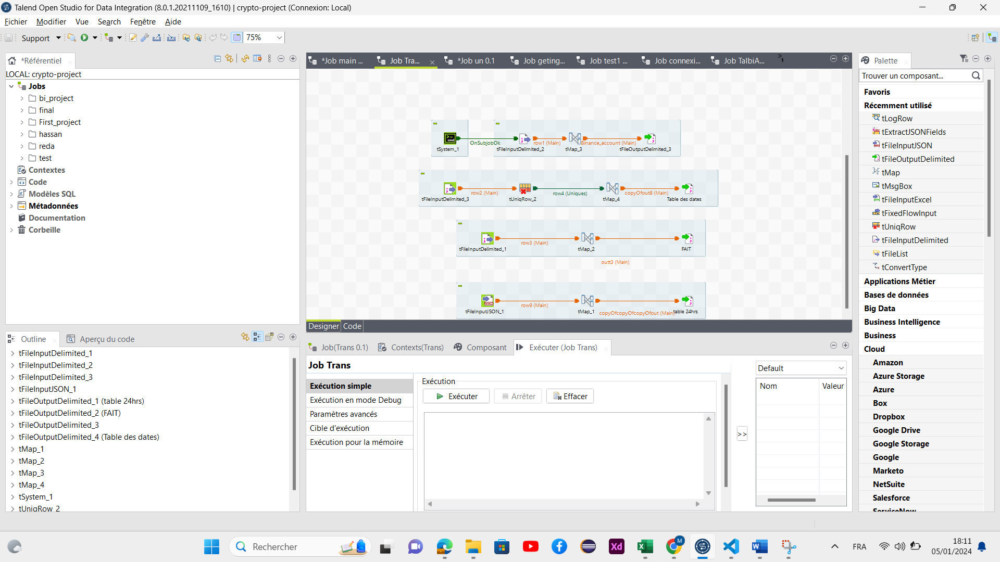 Talend Open Studio for Data Integration (8.0.1.20211109_1610) | crypto-project (Connexion: Local)
Fichier Modifier Vue Search Fenêtre Aide
Support 75%
*Référentiel
LOCAL: crypto-project
Jobs
bi_project
final
First_project
hassan
reda
test
Contextes
Code
Modèles SQL
Métadonnées
Documentation
Corbeille
*Job main ... Job Tra... *Job un 0.1 Job geting... Job test1 ... Job connexi... Job TalbiA... »1
cmd
OnSubjobOk row1 (Main) Binance_account (Main)
tSystem_1 tFileInputDelimited_2 tMap_3 tFileOutputDelimited_3
row2 (Main) row4 (Uniques) copyOfout8 (Main)
tFileInputDelimited_3 tUniqRow_2 tMap_4 Table des dates
row3 (Main)
tFileInputDelimited_1 tMap_2 FAIT
outt3 (Main)
JSON
row9 (Main)
tFileInputJSON_1 tMap_1 copyOfcopyOfcopyOfout (Main) table 24hrs
Designer Code
Palette
Trouver un composant...
Favoris
Récemment utilisé
tLogRow
tExtractJSONFields
tFileInputJSON
tFileOutputDelimited
tMap
tMsgBox
tFileInputExcel
tFixedFlowInput
tUniqRow
tFileInputDelimited
tFileList
tConvertType
Applications Métier
Bases de données
Big Data
Business Intelligence
Business
Cloud
Amazon
Azure Storage
Azure
Box
Dropbox
Google Drive
Google Storage
Google
Marketo
NetSuite
Salesforce
ServiceNow
Outline Aperçu du code
tFileInputDelimited_1
tFileInputDelimited_2
tFileInputDelimited_3
tFileInputJSON_1
tFileOutputDelimited_1 (table 24hrs)
tFileOutputDelimited_2 (FAIT)
tFileOutputDelimited_3
tFileOutputDelimited_4 (Table des dates)
tMap_1
tMap_2
tMap_3
tMap_4
tSystem_1
tUniqRow_2
Job(Trans 0.1) Contexts(Trans) Composant Exécuter (Job Trans)
Job Trans
Exécution simple
Exécution en mode Debug
Paramètres avancés
Cible d'exécution
Exécution pour la mémoire
Exécution
Exécuter Arrêter Effacer
>>
Default
Nom Valeur
Rechercher
Xd
M
FRA
18:11
05/01/2024